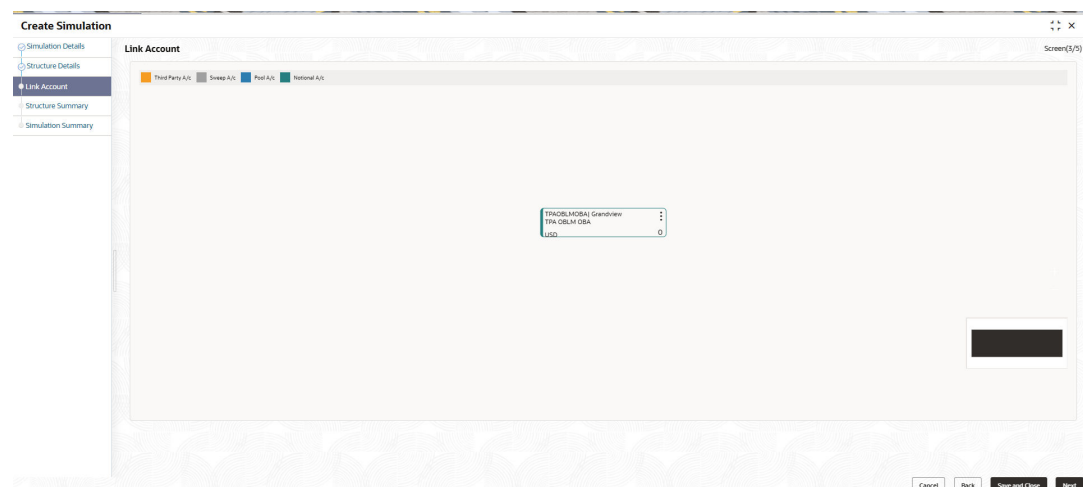 Create Simulation
Simulation Details
Structure Details
Link Account
Structure Summary
Simulation Summary
Link Account
Screen(3/5)
Third Party A/c Sweep A/c Pool A/c Notional A/c
TPAOBLMOBA| Grandview
TPA OBLM OBA
USD 0
Cancel Back Save and Close Next